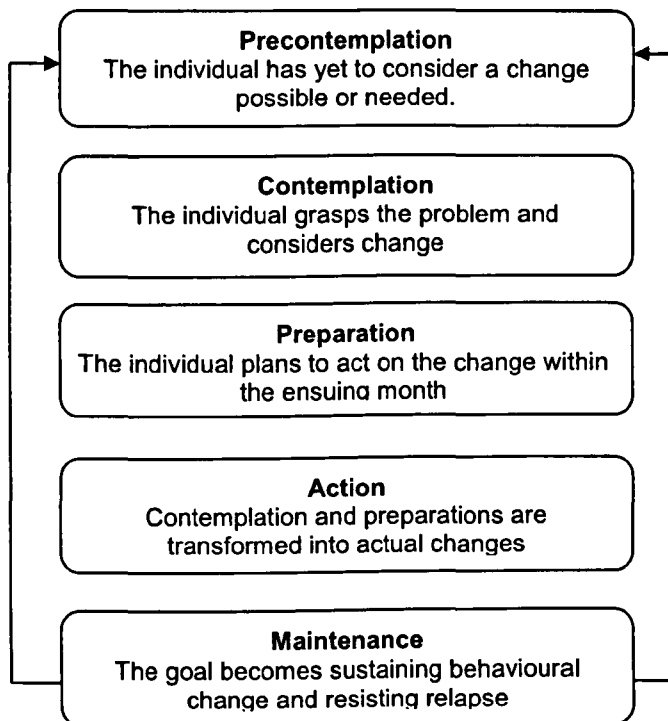 Precontemplation
The individual has yet to consider a change
possible or needed.
Contemplation
The individual grasps the problem and
considers change
Preparation
The individual plans to act on the change within
the ensuing month
Action
Contemplation and preparations are
transformed into actual changes
Maintenance
The goal becomes sustaining behavioural
change and resisting relapse